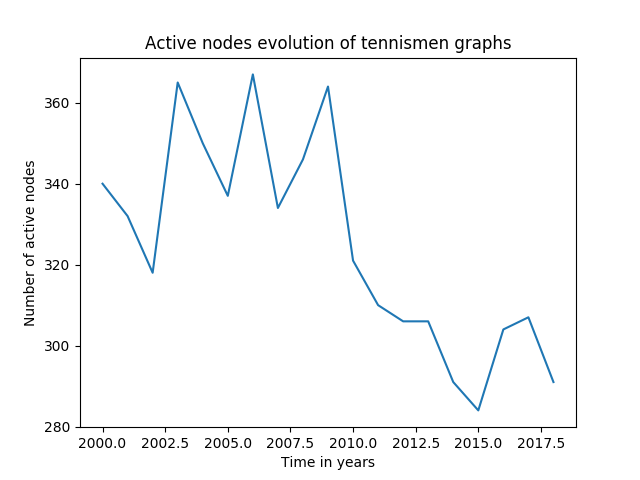 Active nodes evolution of tennismen graphs
360
340
320
300
280
Number of active nodes
2000.0 2002.5 2005.0 2007.5 2010.0 2012.5 2015.0 2017.5
Time in years